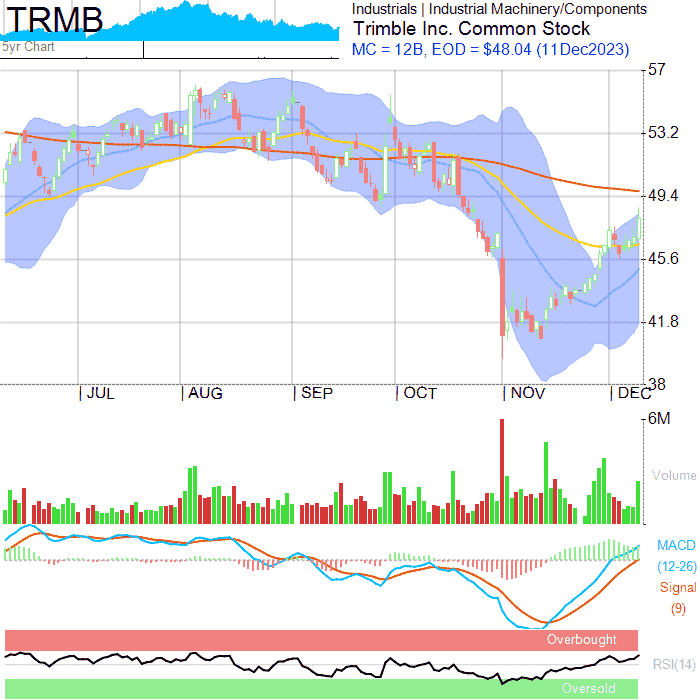 TRMB
5yr Chart
Industrials | Industrial Machinery/Components
Trimble Inc. Common Stock
MC = 12B, EOD = $48.04 (11Dec2023)
57
53.2
49.4
45.6
41.8
38
JUL
AUG
SEP
OCT
NOV
DEC
6M
Volume
MACD
(12-26)
Signal
(9)
Overbought
RSI(14)
Oversold